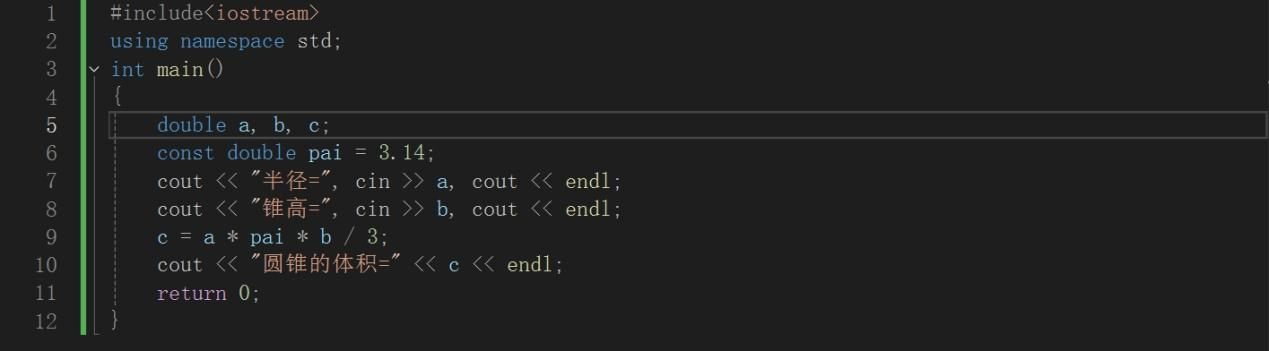 1 #include<iostream>
2 using namespace std;
3 int main()
4 {
5 double a, b, c;
6 const double pai = 3.14;
7 cout << "半径=", cin >> a, cout << endl;
8 cout << "锥高=", cin >> b, cout << endl;
9 c = a * pai * b / 3;
10 cout << "圆锥的体积=" << c << endl;
11 return 0;
12 }